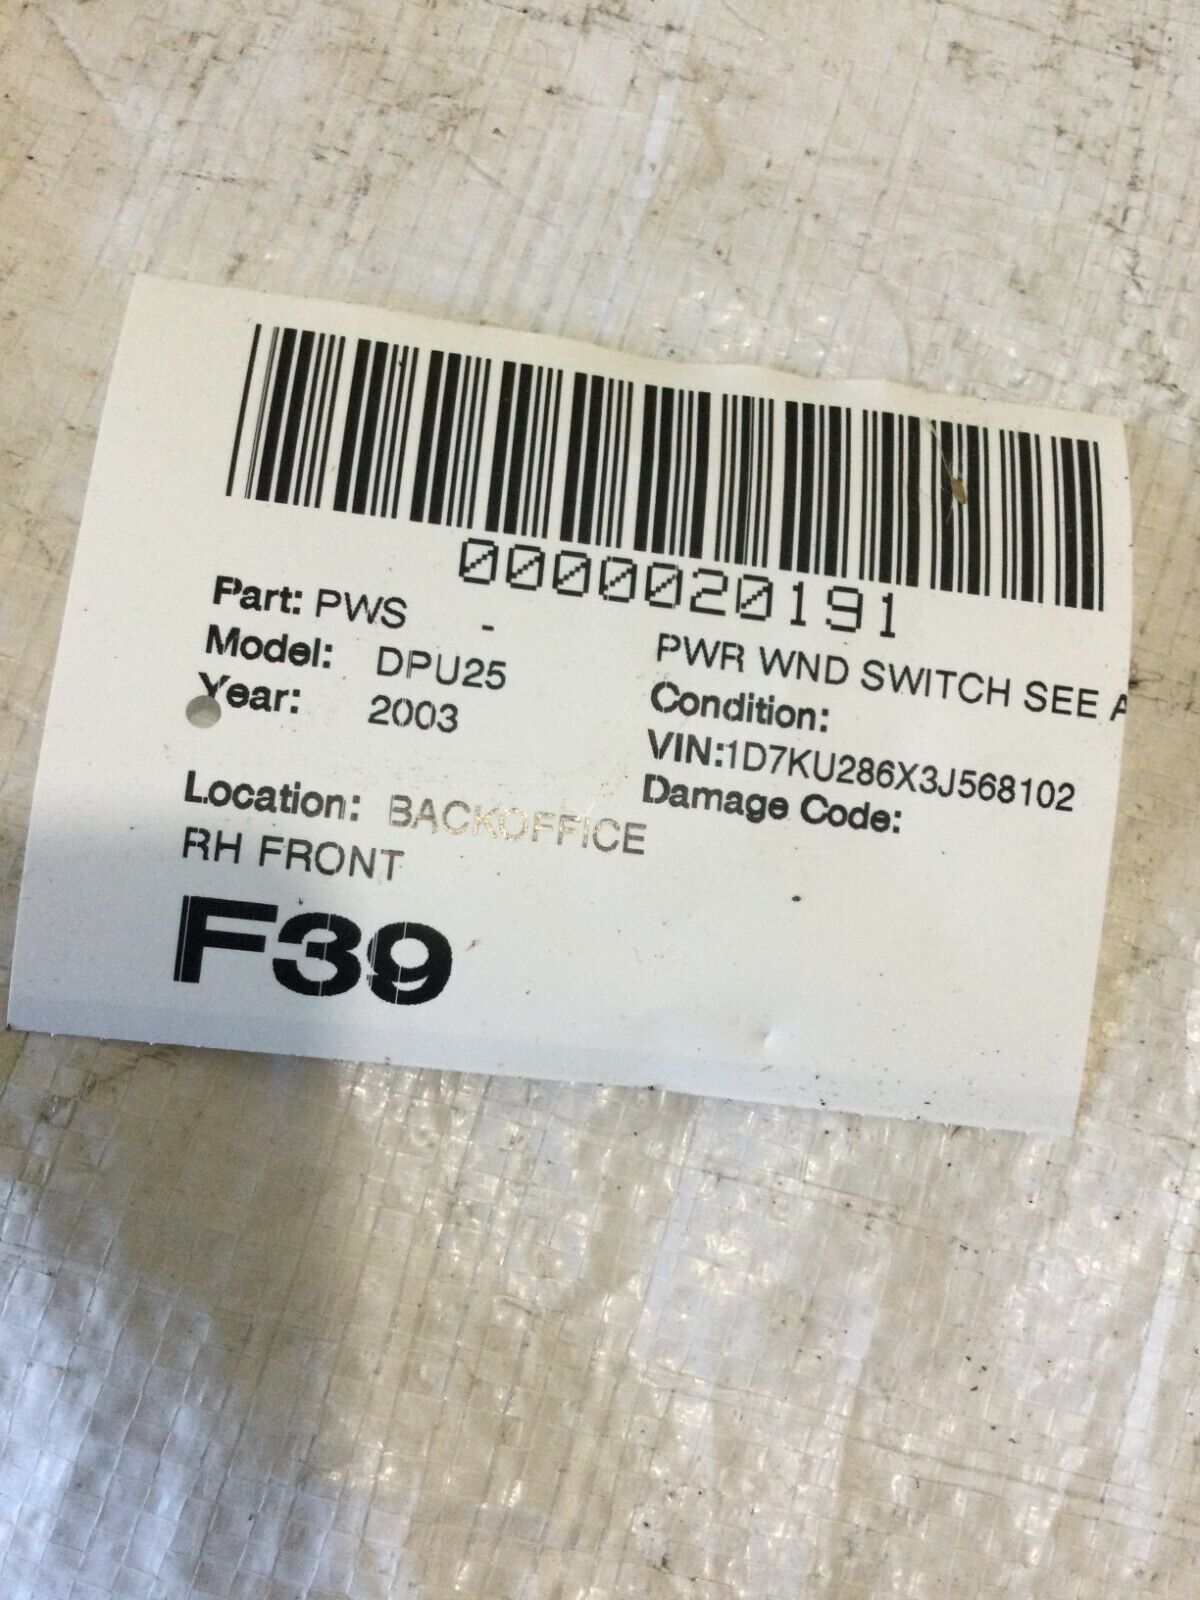 0000020191
Part: PWS -
PWR WND SWITCH SEE A
Model: DPU25
Condition:
Year: 2003
VIN:1D7KU286X3J568102
Damage Code:
Location: BACKOFFICE
RH FRONT
F39